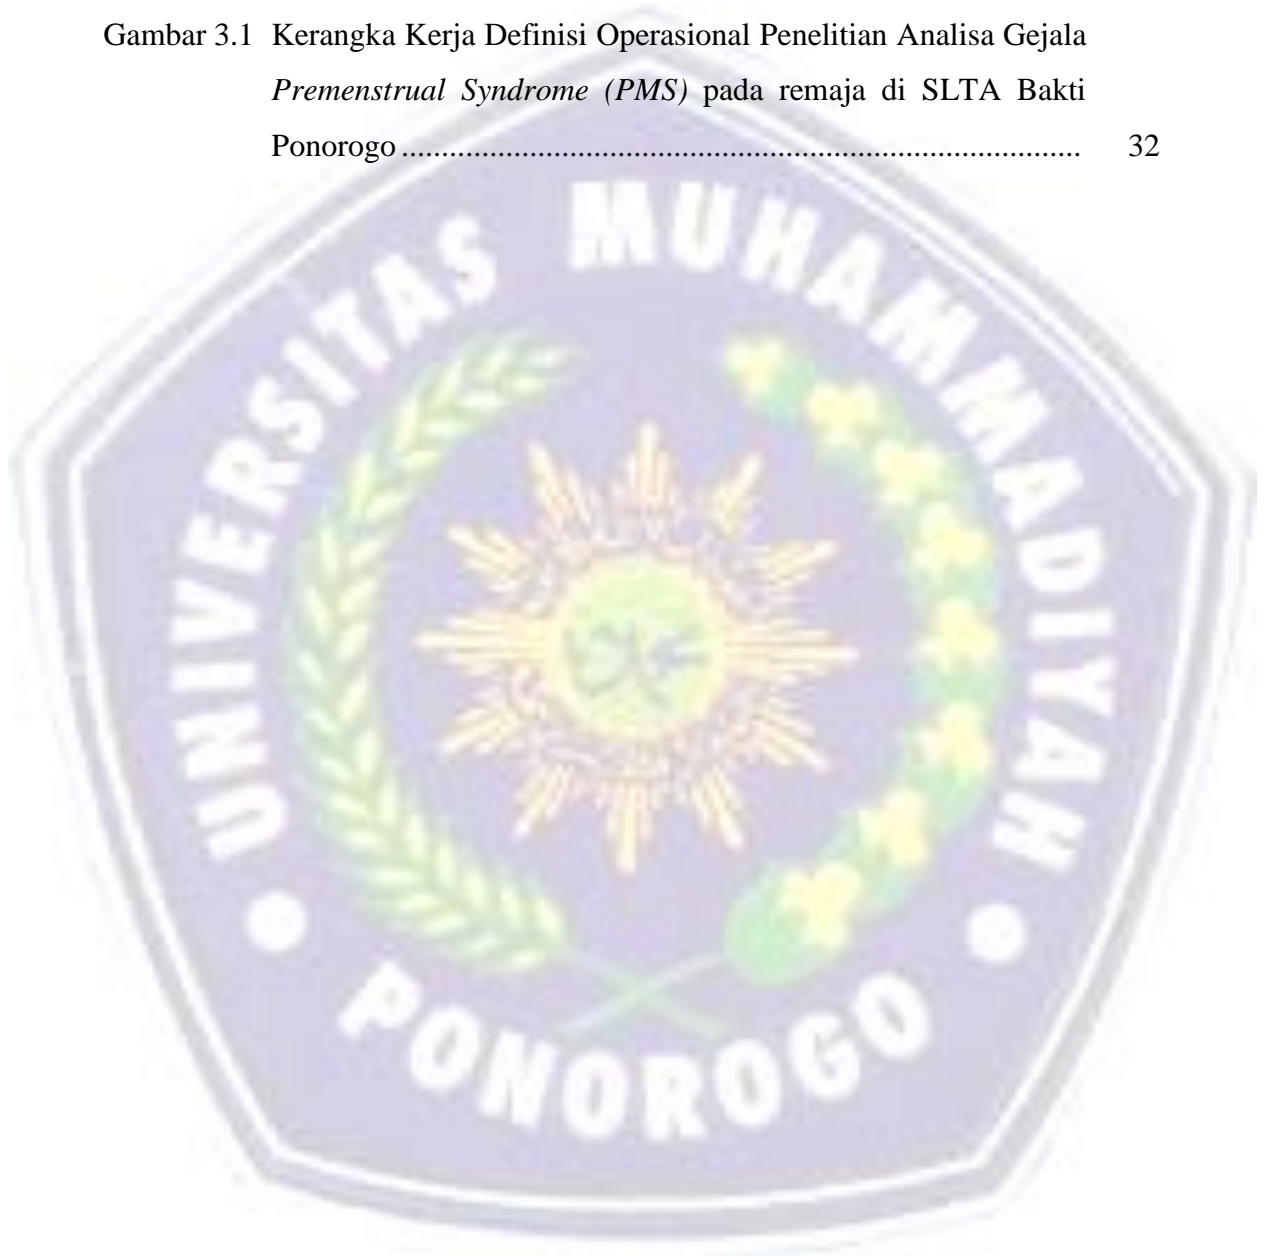 Gambar 3.1 Kerangka Kerja Definisi Operasional Penelitian Analisa Gejala
Premenstrual Syndrome (PMS) pada remaja di SLTA Bakti
Ponorogo ..................................................................................... 32
UNIVERSITAS MUHAMMADIYAH
PONOROGO